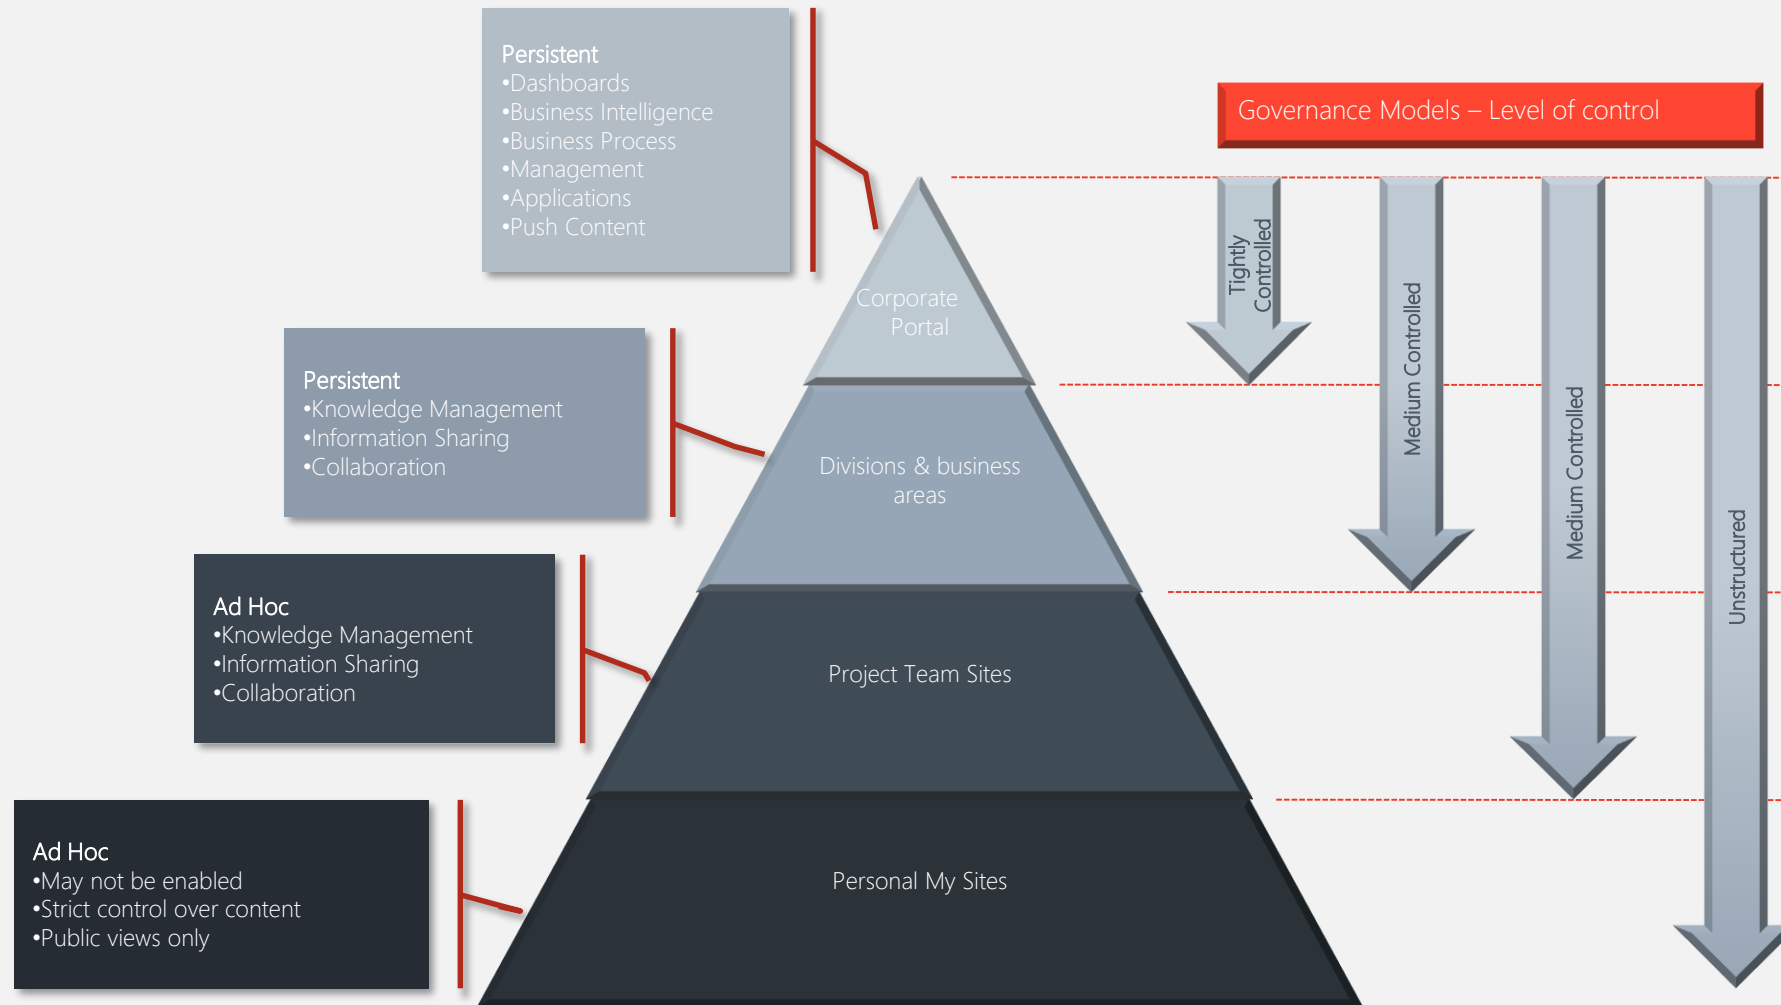 Persistent
•Dashboards
•Business Intelligence
•Business Process
•Management
•Applications
•Push Content
Governance Models – Level of control
Corporate
Portal
Tightly
Controlled
Medium Controlled
Medium Controlled
Unstructured
Persistent
•Knowledge Management
•Information Sharing
•Collaboration
Divisions & business
areas
Ad Hoc
•Knowledge Management
•Information Sharing
•Collaboration
Project Team Sites
Ad Hoc
•May not be enabled
•Strict control over content
•Public views only
Personal My Sites